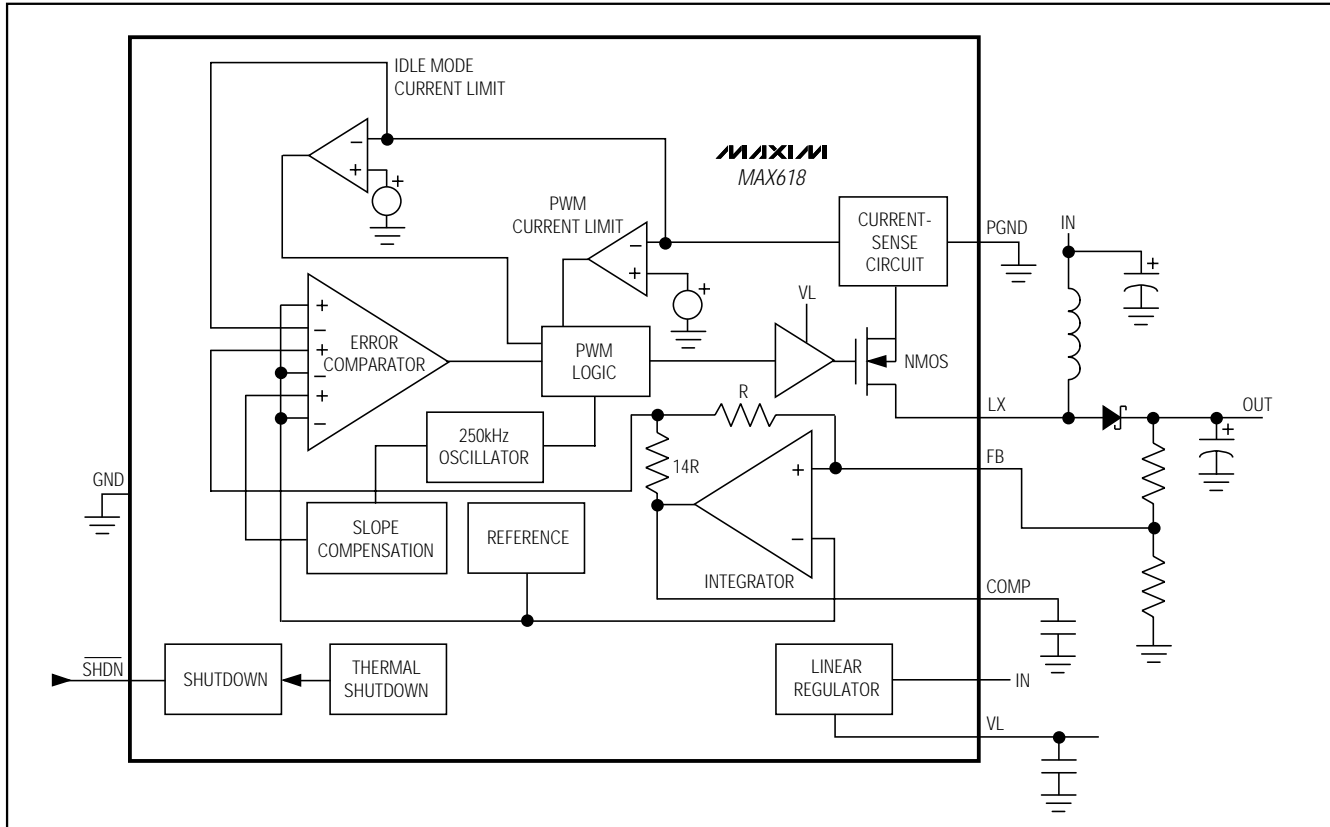 IDLE MODE
CURRENT LIMIT
−
+
+
MAXIM
MAX618
PWM
CURRENT LIMIT
−
+
+
CURRENT-
SENSE
CIRCUIT
PGND
IN
+
VL
+
−
+
−
+
−
ERROR
COMPARATOR
PWM
LOGIC
NMOS
R
LX
OUT
+
250kHz
OSCILLATOR
14R
+
−
FB
GND
SLOPE
COMPENSATION
REFERENCE
INTEGRATOR
COMP
SHDN
SHUTDOWN
THERMAL
SHUTDOWN
LINEAR
REGULATOR
IN
VL